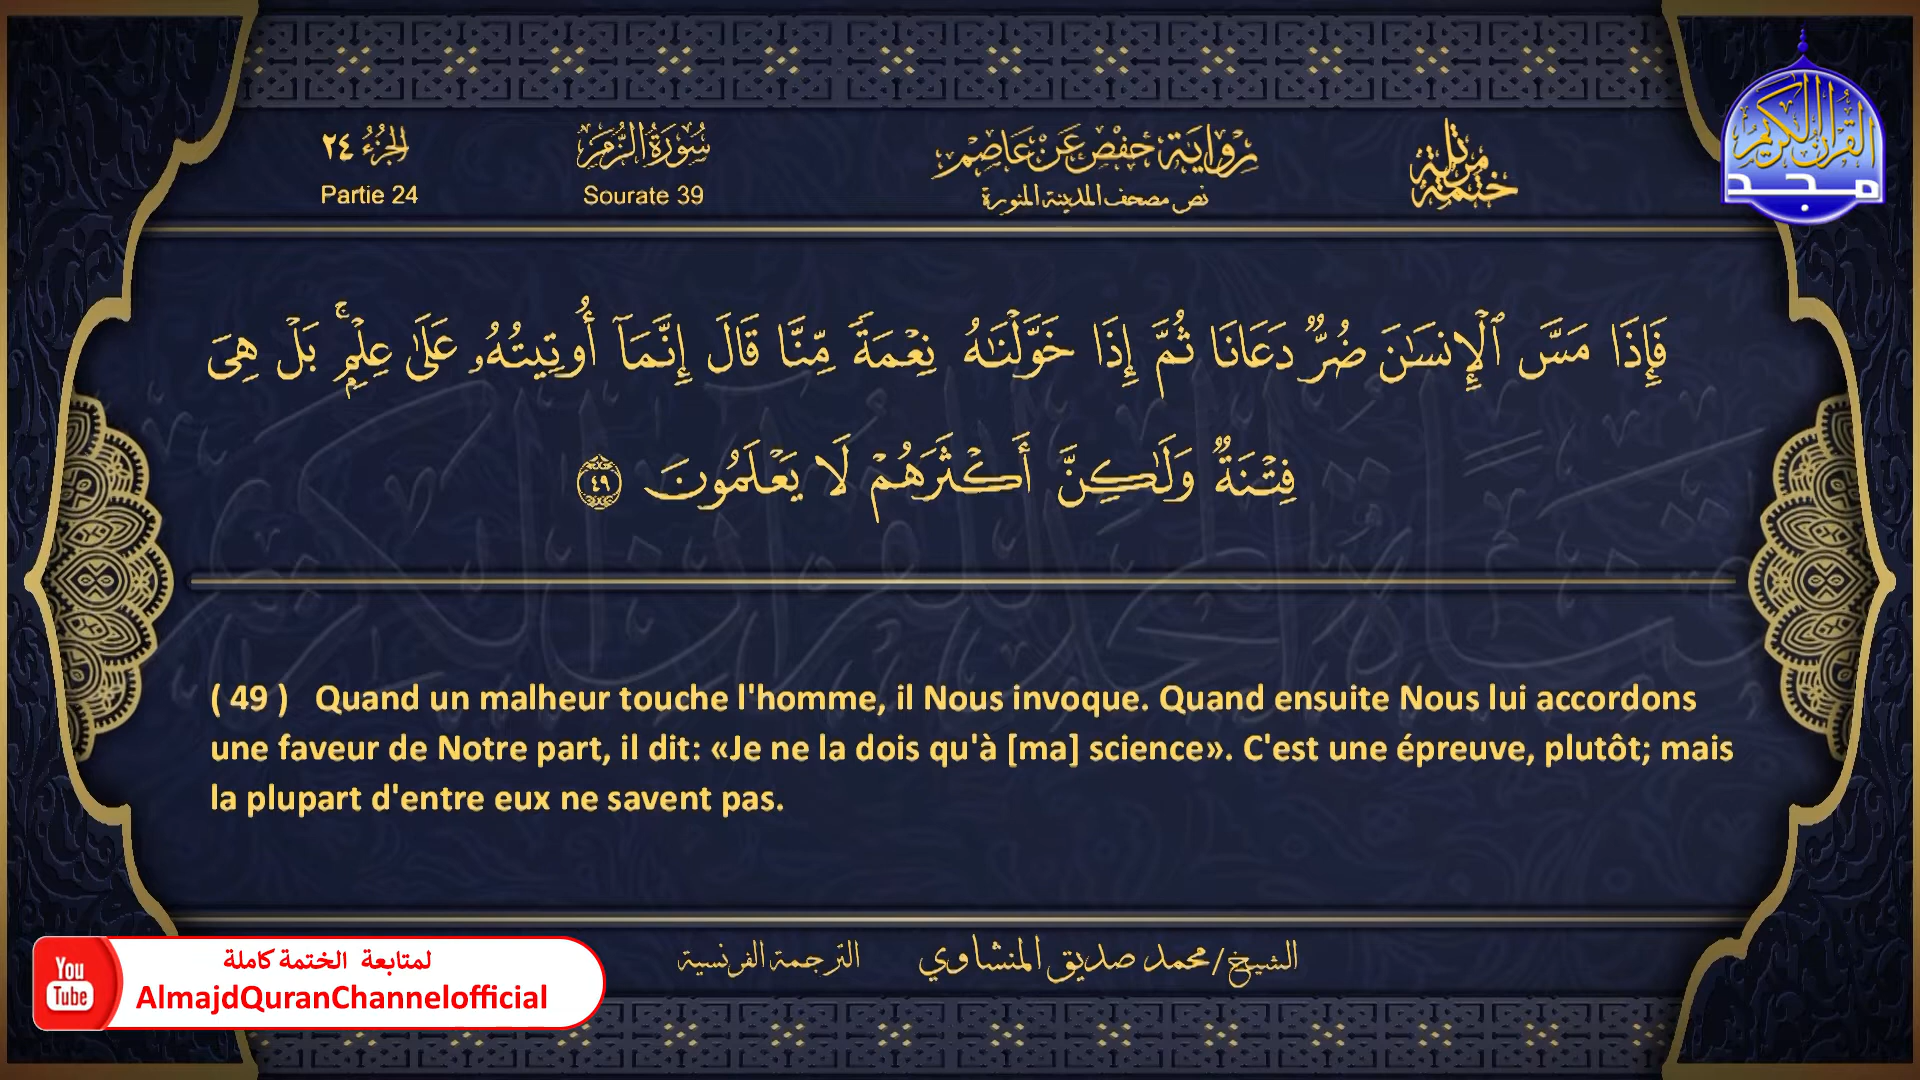 القرآن الكريم
مجد
ختمة مرتلة
رواية حفص عن عاصم
نص مصحف المدينة المنورة
سُورَةُ الزُّمَرِ
Sourate 39
الجُزْءُ ٢٤
Partie 24
فَإِذَا مَسَّ ٱلْإِنسَٰنَ ضُرٌّ دَعَانَا ثُمَّ إِذَا خَوَّلْنَٰهُ نِعْمَةً مِّنَّا قَالَ إِنَّمَآ أُوتِيتُهُۥ عَلَىٰ عِلْمٍۭ ۚ بَلْ هِىَ
فِتْنَةٌ وَلَٰكِنَّ أَكْثَرَهُمْ لَا يَعْلَمُونَ ٤٩
( 49 ) Quand un malheur touche l'homme, il Nous invoque. Quand ensuite Nous lui accordons
une faveur de Notre part, il dit: «Je ne la dois qu'à [ma] science». C'est une épreuve, plutôt; mais
la plupart d'entre eux ne savent pas.
الشيخ/محمد صديق المنشاوي
الترجمة الفرنسية
You
Tube
لمتابعة الختمة كاملة
AlmajdQuranChannelofficial